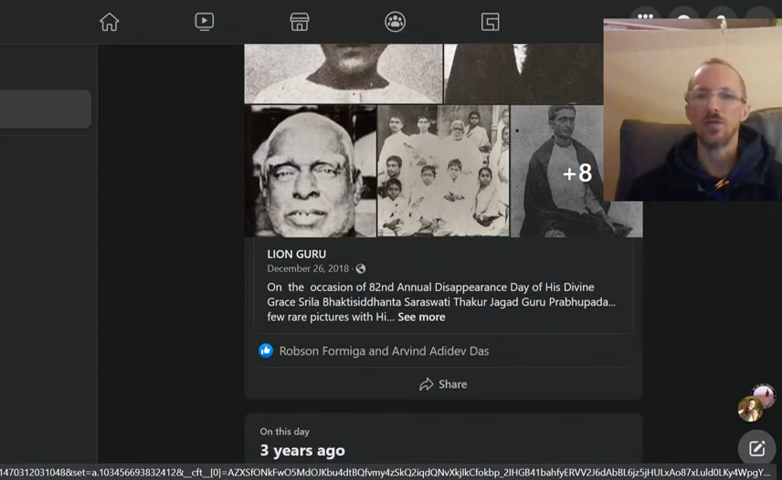 +8
LION GURU
December 26, 2018 ·
On the occasion of 82nd Annual Disappearance Day of His Divine
Grace Srila Bhaktisiddhanta Saraswati Thakur Jagad Guru Prabhupada...
few rare pictures with Hi... See more
Robson Formiga and Arvind Adidev Das
Share
On this day
3 years ago